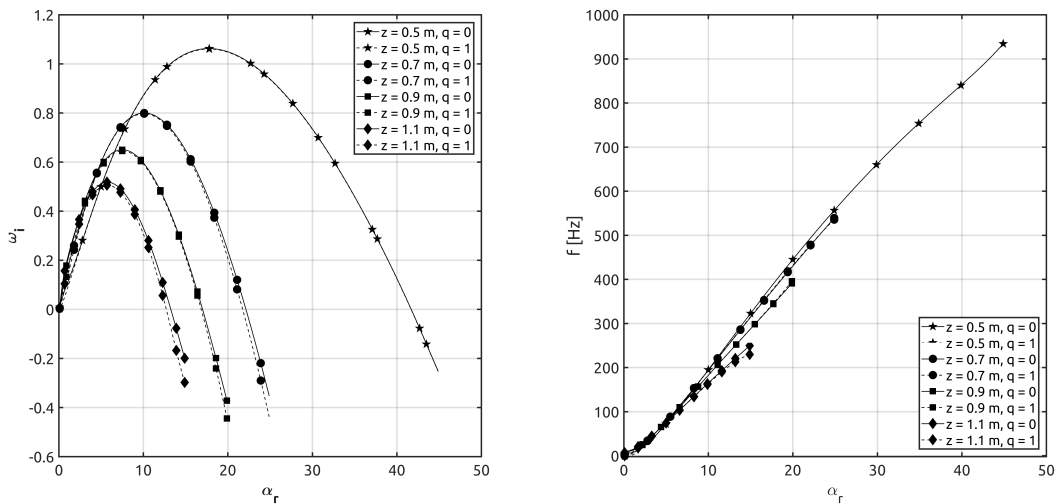 1.2
1
0.8
0.6
0.4
0.2
0
-0.2
-0.4
-0.6
ω_i
0 10 20 30 40 50
α_r
z = 0.5 m, q = 0
z = 0.5 m, q = 1
z = 0.7 m, q = 0
z = 0.7 m, q = 1
z = 0.9 m, q = 0
z = 0.9 m, q = 1
z = 1.1 m, q = 0
z = 1.1 m, q = 1
1000
900
800
700
600
500
400
300
200
100
0
f [Hz]
0 10 20 30 40 50
α_r
z = 0.5 m, q = 0
z = 0.5 m, q = 1
z = 0.7 m, q = 0
z = 0.7 m, q = 1
z = 0.9 m, q = 0
z = 0.9 m, q = 1
z = 1.1 m, q = 0
z = 1.1 m, q = 1